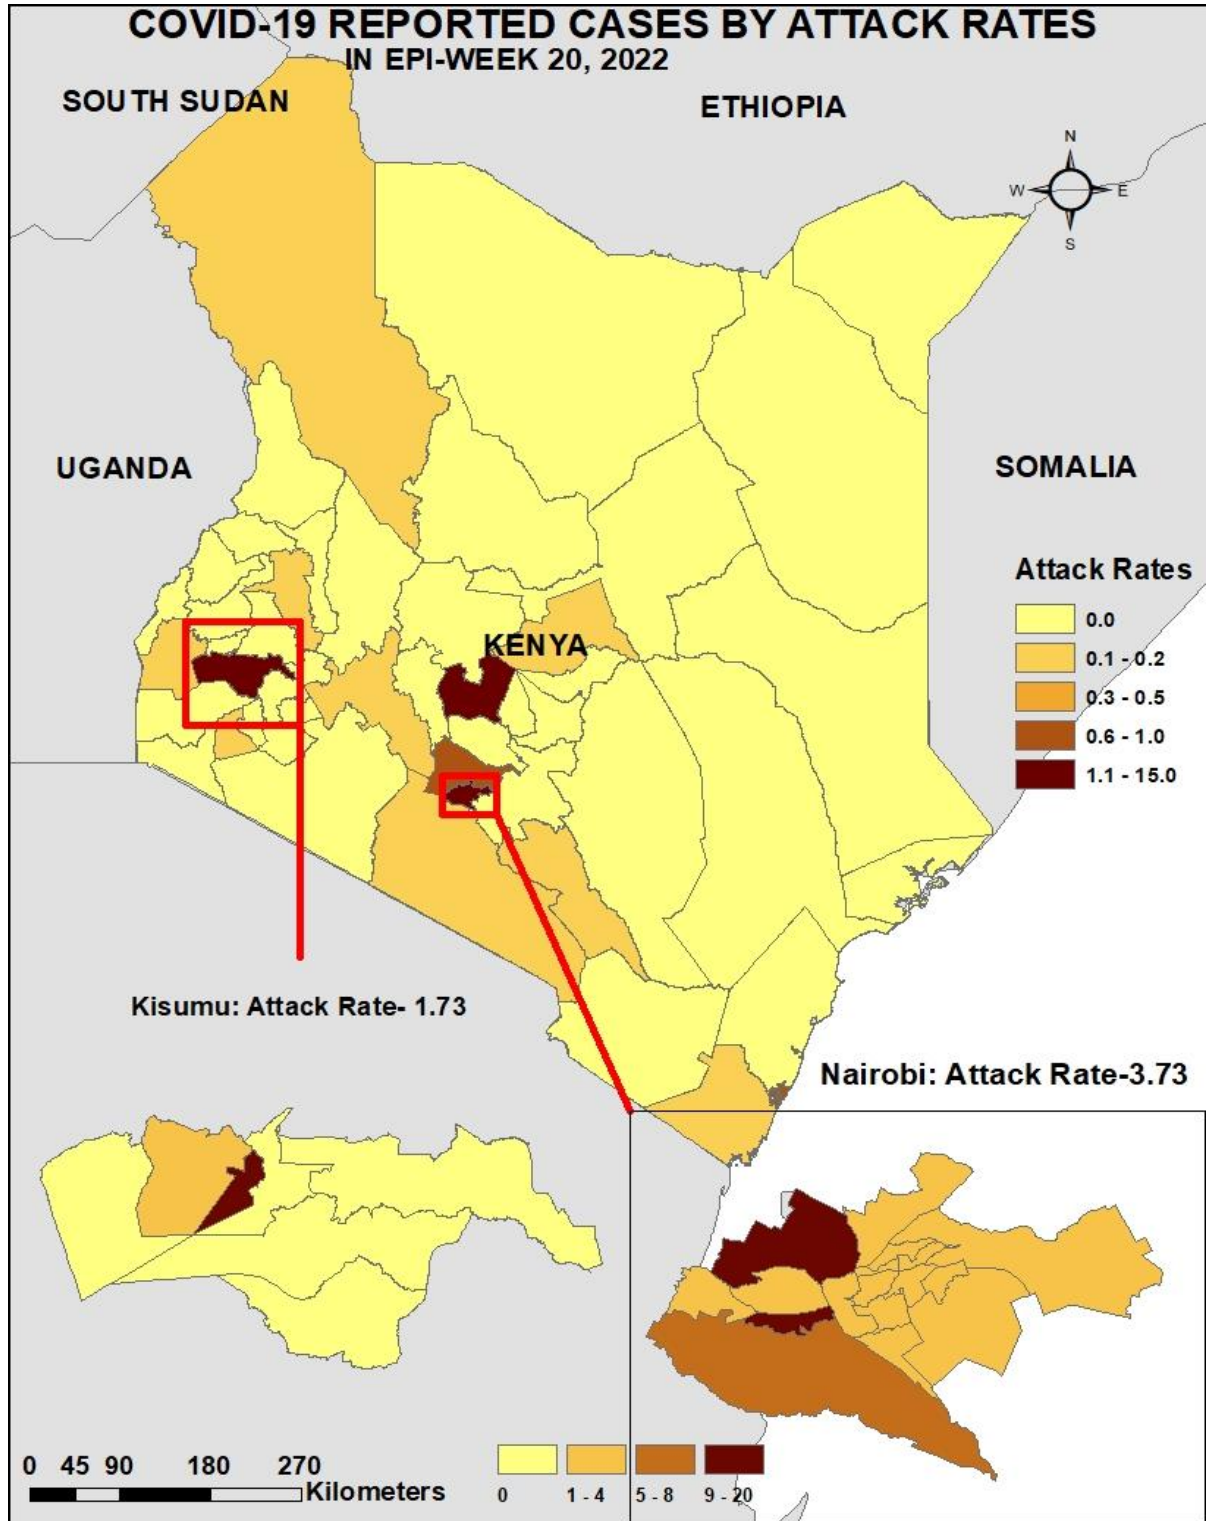 COVID-19 REPORTED CASES BY ATTACK RATES
IN EPI-WEEK 20, 2022
SOUTH SUDAN
ETHIOPIA
N
W E
S
UGANDA
SOMALIA
KENYA
Attack Rates
0.0
0.1 - 0.2
0.3 - 0.5
0.6 - 1.0
1.1 - 15.0
Kisumu: Attack Rate- 1.73
Nairobi: Attack Rate-3.73
0 45 90 180 270
Kilometers
0 1 - 4 5 - 8 9 - 20